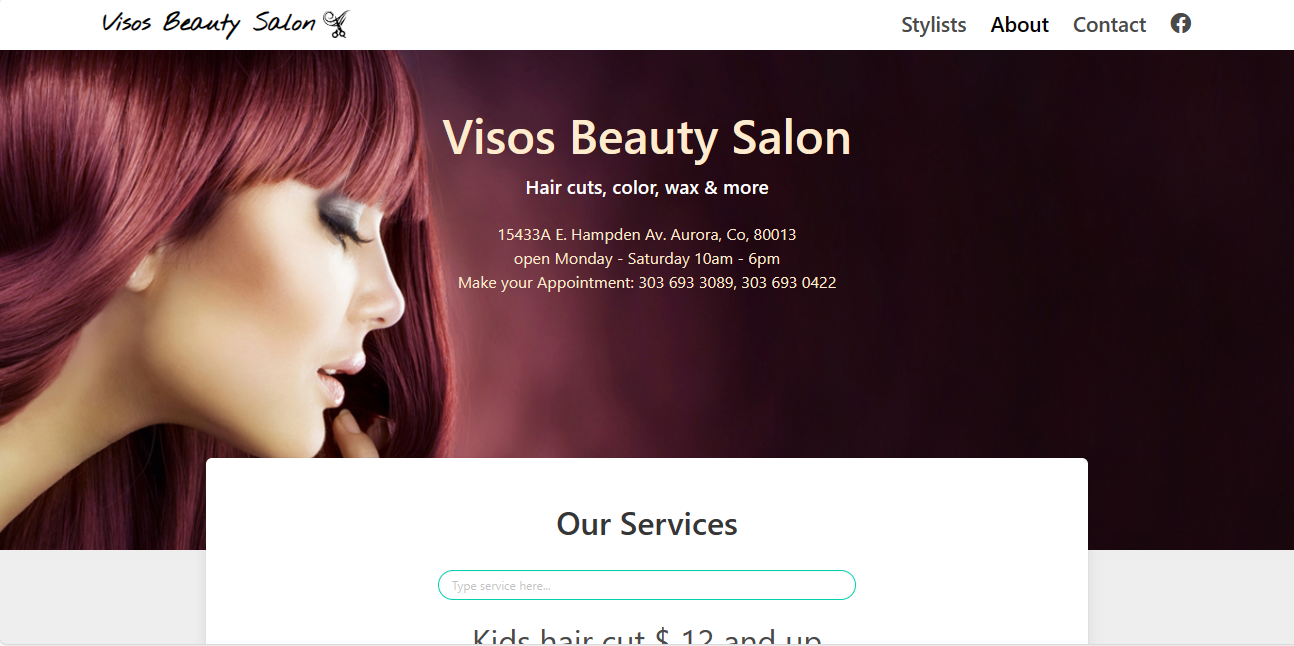 Visos Beauty Salon
Stylists About Contact
Visos Beauty Salon
Hair cuts, color, wax & more
15433A E. Hampden Av. Aurora, Co, 80013
open Monday - Saturday 10am - 6pm
Make your Appointment: 303 693 3089, 303 693 0422
Our Services
Type service here...
Kids hair cut $ 12 and up